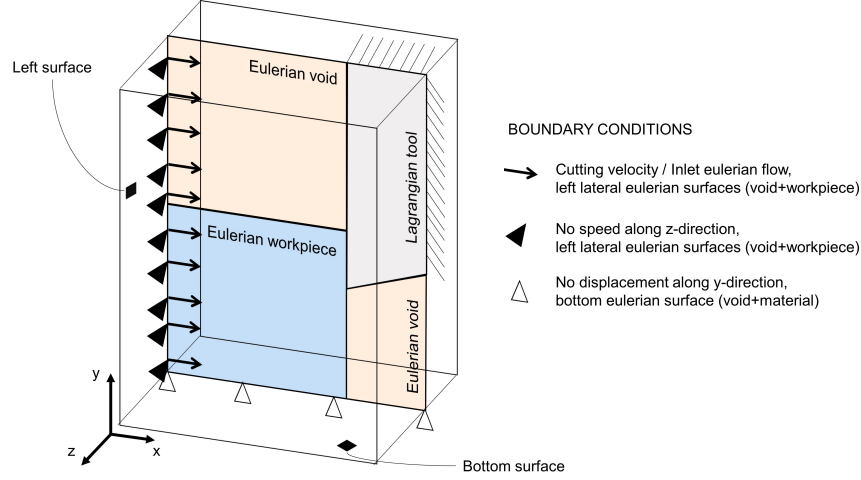 Left surface
Eulerian void
Lagrangian tool
Eulerian workpiece
Eulerian void
y
z
x
Bottom surface
BOUNDARY CONDITIONS
Cutting velocity / Inlet eulerian flow,
left lateral eulerian surfaces (void+workpiece)
No speed along z-direction,
left lateral eulerian surfaces (void+workpiece)
No displacement along y-direction,
bottom eulerian surface (void+material)